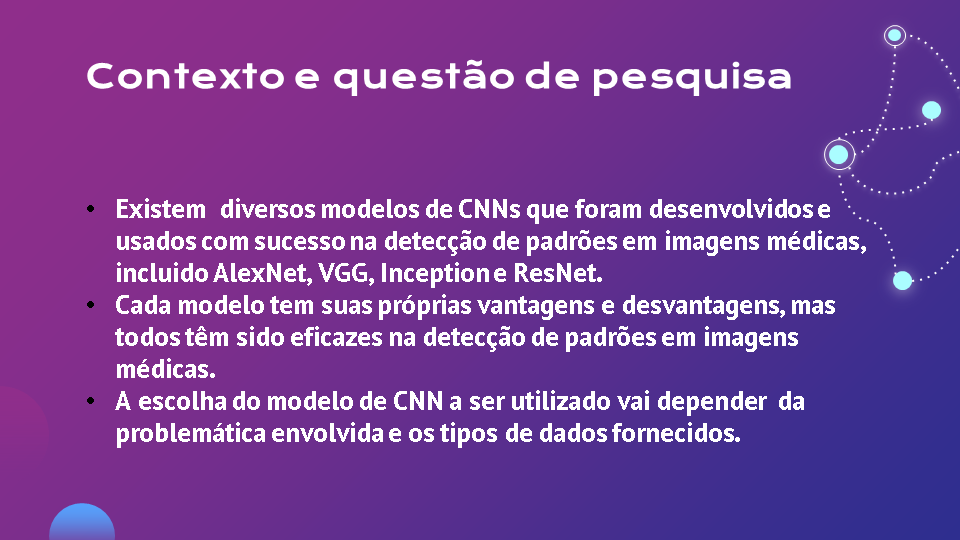 Contexto e questão de pesquisa
• Existem diversos modelos de CNNs que foram desenvolvidos e
usados com sucesso na detecção de padrões em imagens médicas,
incluido AlexNet, VGG, Inception e ResNet.
• Cada modelo tem suas próprias vantagens e desvantagens, mas
todos têm sido eficazes na detecção de padrões em imagens
médicas.
• A escolha do modelo de CNN a ser utilizado vai depender da
problemática envolvida e os tipos de dados fornecidos.